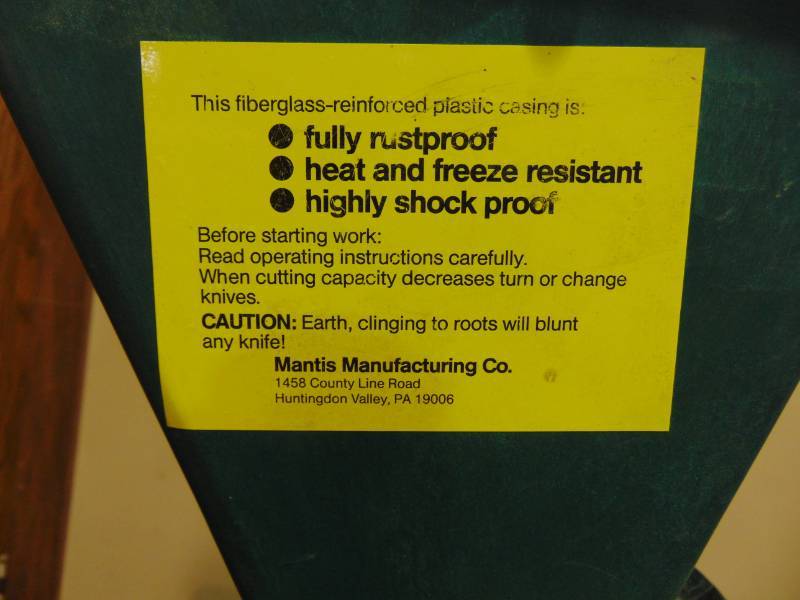 This fiberglass-reinforced plastic casing is:
● fully rustproof
● heat and freeze resistant
● highly shock proof
Before starting work:
Read operating instructions carefully.
When cutting capacity decreases turn or change
knives.
CAUTION: Earth, clinging to roots will blunt
any knife!
Mantis Manufacturing Co.
1458 County Line Road
Huntingdon Valley, PA 19006